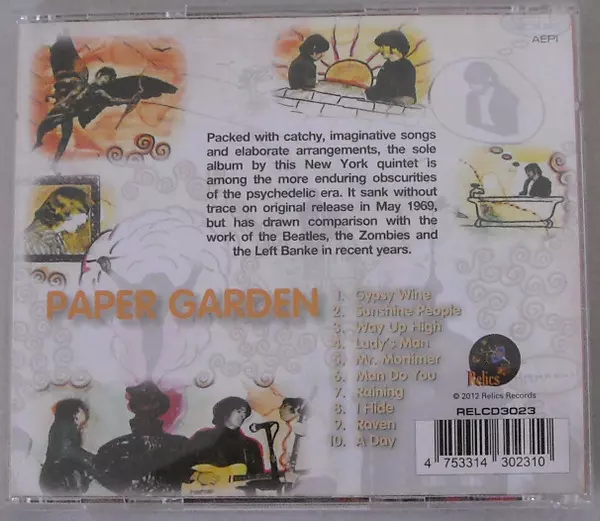 AEPI
Packed with catchy, imaginative songs
and elaborate arrangements, the sole
album by this New York quintet is
among the more enduring obscurities
of the psychedelic era. It sank without
trace on original release in May 1969,
but has drawn comparison with the
work of the Beatles, the Zombies and
the Left Banke in recent years.
PAPER GARDEN
1. Gypsy Wine
2. Sunshine People
3. Way Up High
4. Lady's Man
5. Mr. Mortimer
6. Man Do You
7. Raining
8. I Hide
9. Raven
10. A Day
Relics
© 2012 Relics Records
RELCD3023
4 753314 302310